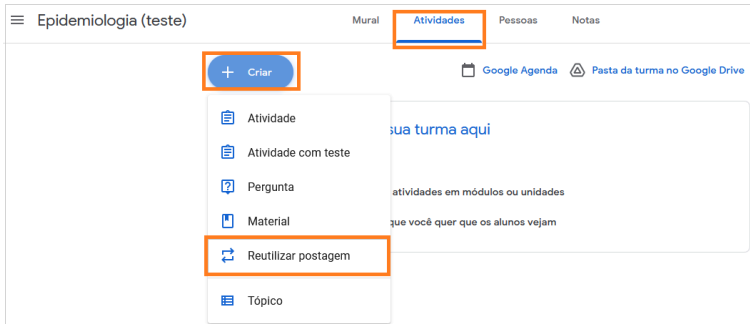 Epidemiologia (teste)
Mural
Atividades
Pessoas
Notas
Criar
Google Agenda
Pasta da turma no Google Drive
Atividade
Atividade com teste
Pergunta
Material
Reutilizar postagem
Tópico
sua turma aqui
atividades em módulos ou unidades
que você quer que os alunos vejam